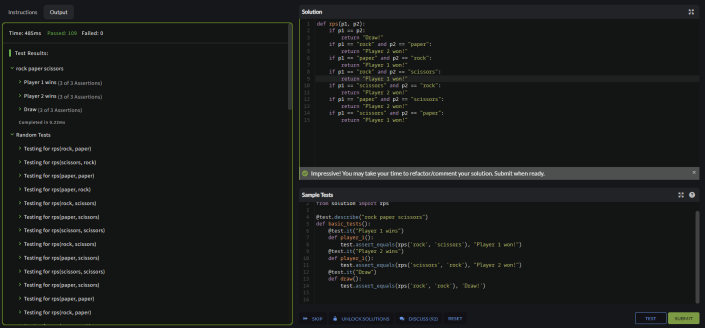 Instructions
Output
Time: 485ms Passed: 109 Failed: 0
Test Results:
rock paper scissors
Player 1 wins (3 of 3 Assertions)
Player 2 wins (3 of 3 Assertions)
Draw (3 of 3 Assertions)
Completed in 0.22ms
Random Tests
Testing for rps(rock, paper)
Testing for rps(scissors, rock)
Testing for rps(paper, paper)
Testing for rps(paper, rock)
Testing for rps(rock, scissors)
Testing for rps(paper, scissors)
Testing for rps(scissors, scissors)
Testing for rps(rock, scissors)
Testing for rps(paper, scissors)
Testing for rps(scissors, scissors)
Testing for rps(rock, scissors)
Testing for rps(paper, paper)
Testing for rps(rock, paper)
Solution
1 def rps(p1, p2):
2 if p1 == p2:
3 return "Draw!"
4 if p1 == "rock" and p2 == "paper":
5 return "Player 2 won!"
6 if p1 == "paper" and p2 == "rock":
7 return "Player 1 won!"
8 if p1 == "rock" and p2 == "scissors":
9 return "Player 1 won!"
10 if p1 == "scissors" and p2 == "rock":
11 return "Player 2 won!"
12 if p1 == "paper" and p2 == "scissors":
13 return "Player 2 won!"
14 if p1 == "scissors" and p2 == "paper":
15 return "Player 1 won!"
Impressive! You may take your time to refactor/comment your solution. Submit when ready.
Sample Tests
2 from solution import rps
3
4 @test.describe("rock paper scissors")
5 def basic_tests():
6 @test.it("Player 1 wins")
7 def player_1():
8 test.assert_equals(rps('rock', 'scissors'), "Player 1 won!")
9 @test.it("Player 2 wins")
10 def player_1():
11 test.assert_equals(rps('scissors', 'rock'), "Player 2 won!")
12 @test.it("Draw")
13 def draw():
14 test.assert_equals(rps('rock', 'rock'), 'Draw!')
15
16
SKIP
UNLOCK SOLUTIONS
RESET
TEST
SUBMIT